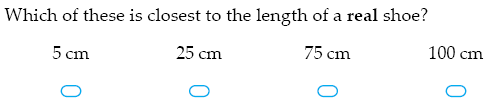 Which of these is closest to the length of a real shoe?
5 cm 25 cm 75 cm 100 cm